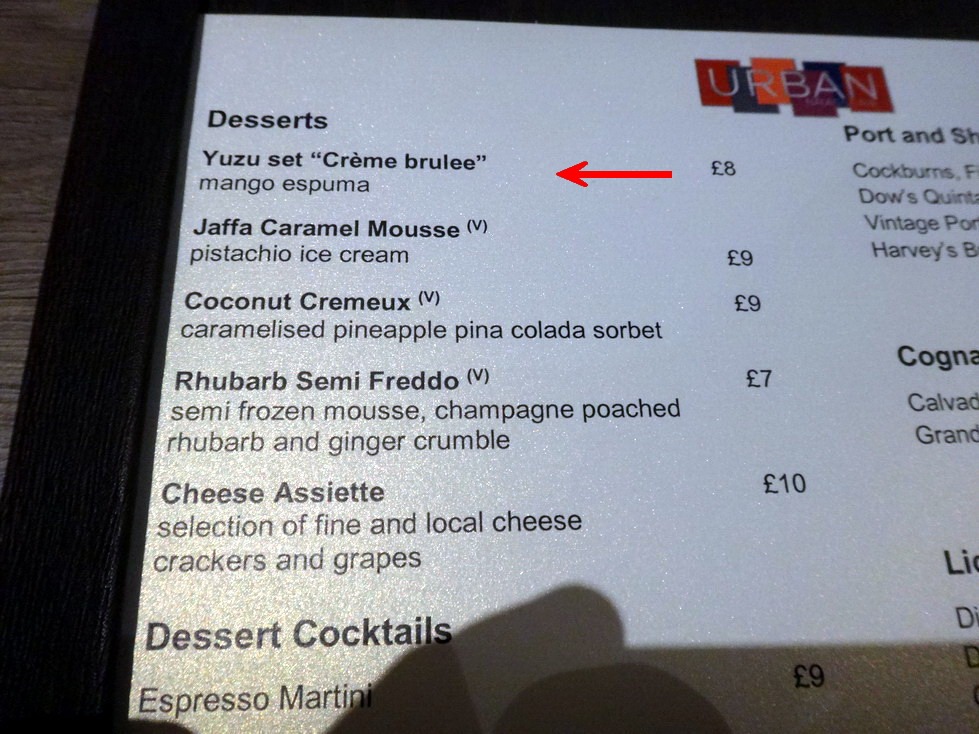 URBAN
Desserts
Yuzu set “Crème brulee” £8
mango espuma
Jaffa Caramel Mousse (V)
pistachio ice cream £9
Coconut Cremeux (V) £9
caramelised pineapple pina colada sorbet
Rhubarb Semi Freddo (V) £7
semi frozen mousse, champagne poached
rhubarb and ginger crumble
Cheese Assiette £10
selection of fine and local cheese
crackers and grapes
Dessert Cocktails
Espresso Martini £9
Port and Sh
Cockburns, F
Dow's Quinta
Vintage Por
Harvey's B
Cogna
Calvad
Grand